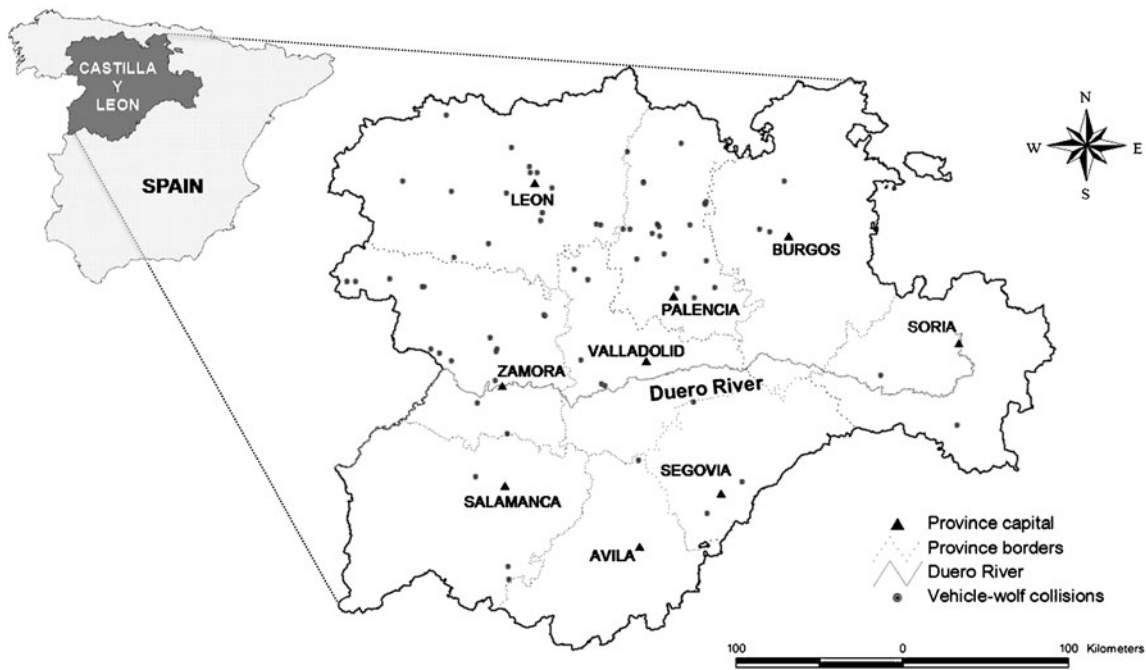 CASTILLA
Y
LEON
SPAIN
N
W
E
S
LEON
BURGOS
PALENCIA
SORIA
VALLADOLID
ZAMORA
Duero River
SEGOVIA
SALAMANCA
AVILA
Province capital
Province borders
Duero River
Vehicle-wolf collisions
100 0 100 Kilometers